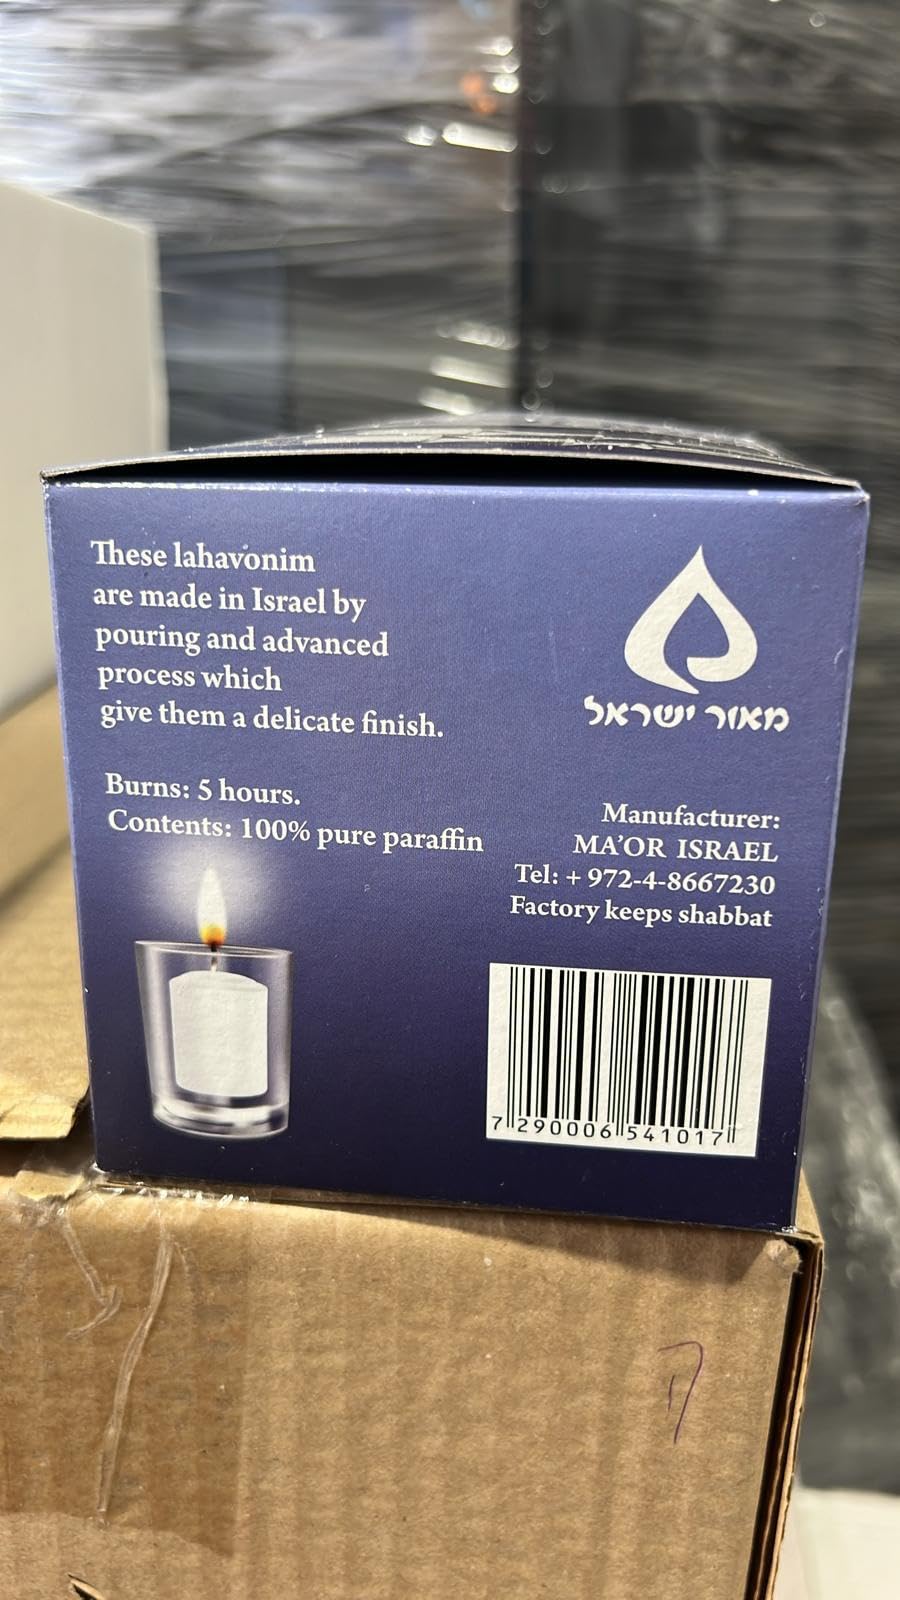 These lahavonim
are made in Israel by
pouring and advanced
process which
give them a delicate finish.
Burns: 5 hours.
Contents: 100% pure paraffin
מאור ישראל
Manufacturer:
MA'OR ISRAEL
Tel: + 972-4-8667230
Factory keeps shabbat
7 290006 541017
ק